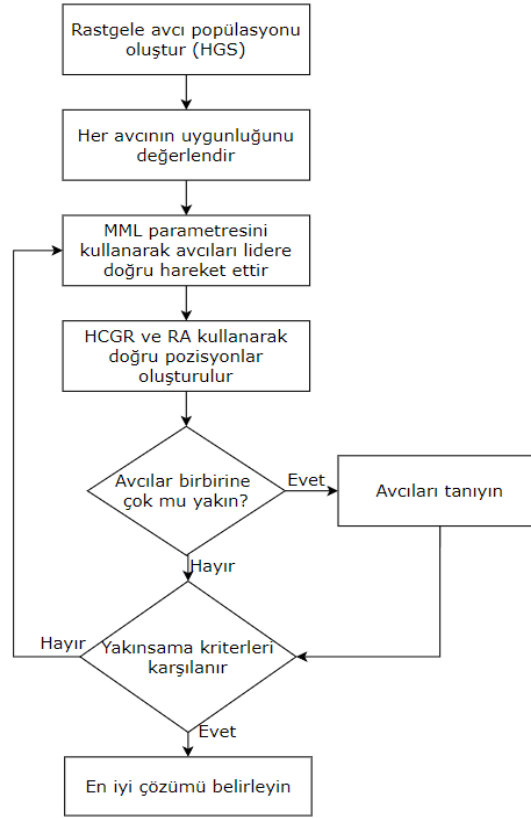 Rastgele avcı popülasyonu
oluştur (HGS)
Her avcının uygunluğunu
değerlendir
MML parametresini
kullanarak avcıları lidere
doğru hareket ettir
HCGR ve RA kullanarak
doğru pozisyonlar
oluşturulur
Avcılar birbirine
çok mu yakın?
Evet
Avcıları tanıyın
Hayır
Yakınsama kriterleri
karşılanır
Hayır
Evet
En iyi çözümü belirleyin